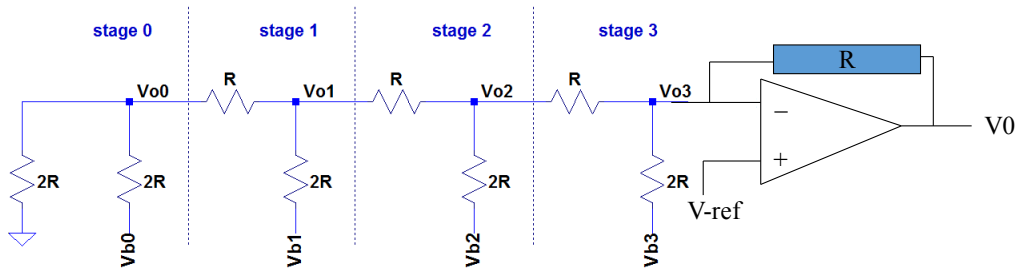 stage 0 stage 1 stage 2 stage 3
R
R R R
Vo0 Vo1 Vo2 Vo3
− V0
+
2R 2R 2R 2R 2R
V-ref
Vb0 Vb1 Vb2 Vb3